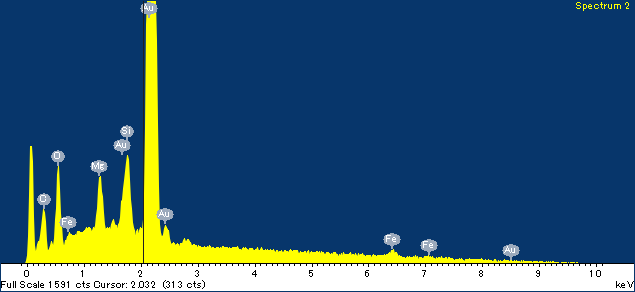 Spectrum 2
Au
Si
Au
O
Mg
C
Fe
Au
Fe
Fe
Au
0 1 2 3 4 5 6 7 8 9 10
Full Scale 1591 cts Cursor: 2.032 (313 cts) keV